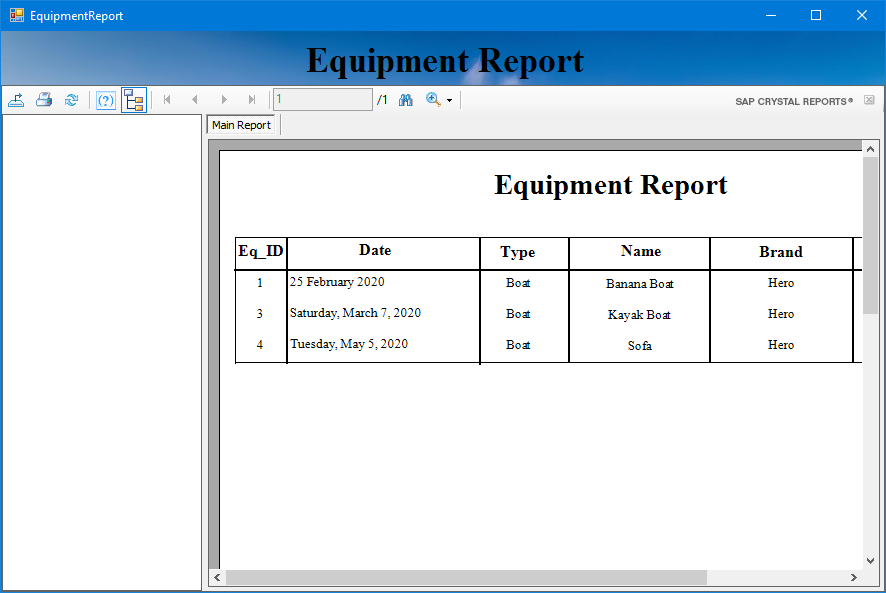 EquipmentReport
Equipment Report
(?) 1 /1 SAP CRYSTAL REPORTS®
Main Report
Equipment Report
Eq_ID Date Type Name Brand
1 25 February 2020 Boat Banana Boat Hero
3 Saturday, March 7, 2020 Boat Kayak Boat Hero
4 Tuesday, May 5, 2020 Boat Sofa Hero